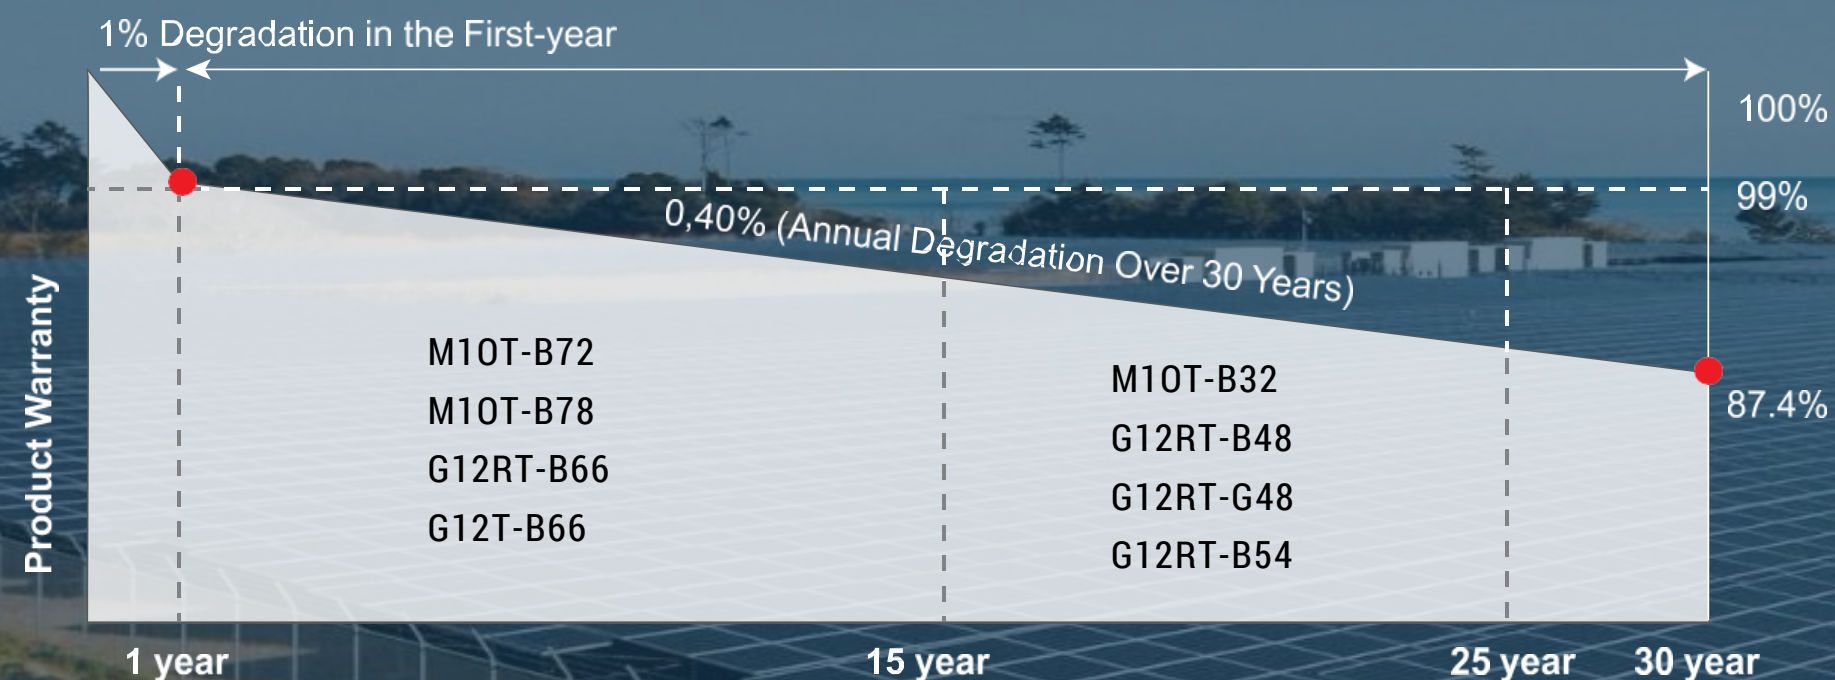 1% Degradation in the First-year
100%
99%
0,40% (Annual Degradation Over 30 Years)
87.4%
Product Warranty
M10T-B72
M10T-B78
G12RT-B66
G12T-B66
M10T-B32
G12RT-B48
G12RT-G48
G12RT-B54
1 year
15 year
25 year
30 year